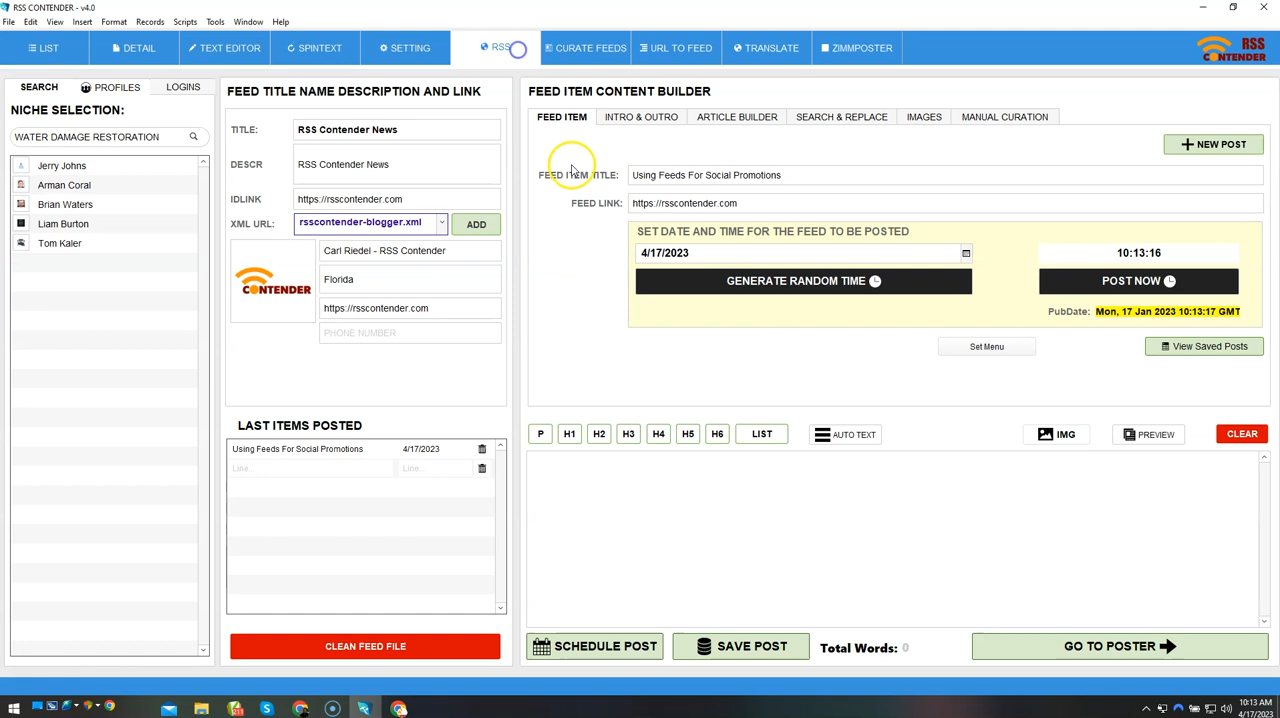 RSS CONTENDER - v4.0
File Edit View Insert Format Records Scripts Tools Window Help
LIST DETAIL TEXT EDITOR SPINTEXT SETTING RSS CURATE FEEDS URL TO FEED TRANSLATE ZIMMPOSTER RSS CONTENDER
SEARCH PROFILES LOGINS
NICHE SELECTION:
WATER DAMAGE RESTORATION
Jerry Johns
Arman Coral
Brian Waters
Liam Burton
Tom Kaler
FEED TITLE NAME DESCRIPTION AND LINK
TITLE: RSS Contender News
DESCR RSS Contender News
IDLINK https://rsscontender.com
XML URL: rsscontender-blogger.xml ADD
CONTENDER
Carl Riedel - RSS Contender
Florida
https://rsscontender.com
PHONE NUMBER
LAST ITEMS POSTED
Using Feeds For Social Promotions 4/17/2023
Line... Line...
CLEAN FEED FILE
FEED ITEM CONTENT BUILDER
FEED ITEM INTRO & OUTRO ARTICLE BUILDER SEARCH & REPLACE IMAGES MANUAL CURATION
NEW POST
FEED ITEM TITLE: Using Feeds For Social Promotions
FEED LINK: https://rsscontender.com
SET DATE AND TIME FOR THE FEED TO BE POSTED
4/17/2023 10:13:16
GENERATE RANDOM TIME POST NOW
PubDate: Mon, 17 Jan 2023 10:13:17 GMT
Set Menu View Saved Posts
P H1 H2 H3 H4 H5 H6 LIST AUTO TEXT IMG PREVIEW CLEAR
SCHEDULE POST SAVE POST Total Words: 0 GO TO POSTER
10:13 AM
4/17/2023